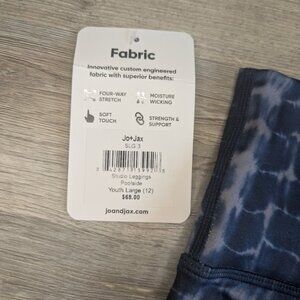 Fabric
Innovative custom engineered
fabric with superior benefits:
FOUR-WAY
STRETCH
MOISTURE
WICKING
SOFT
TOUCH
STRENGTH &
SUPPORT
Jo+Jax
SLG 3
Studio Leggings
Poolside
Youth Large (12)
$68.00
joandjax.com